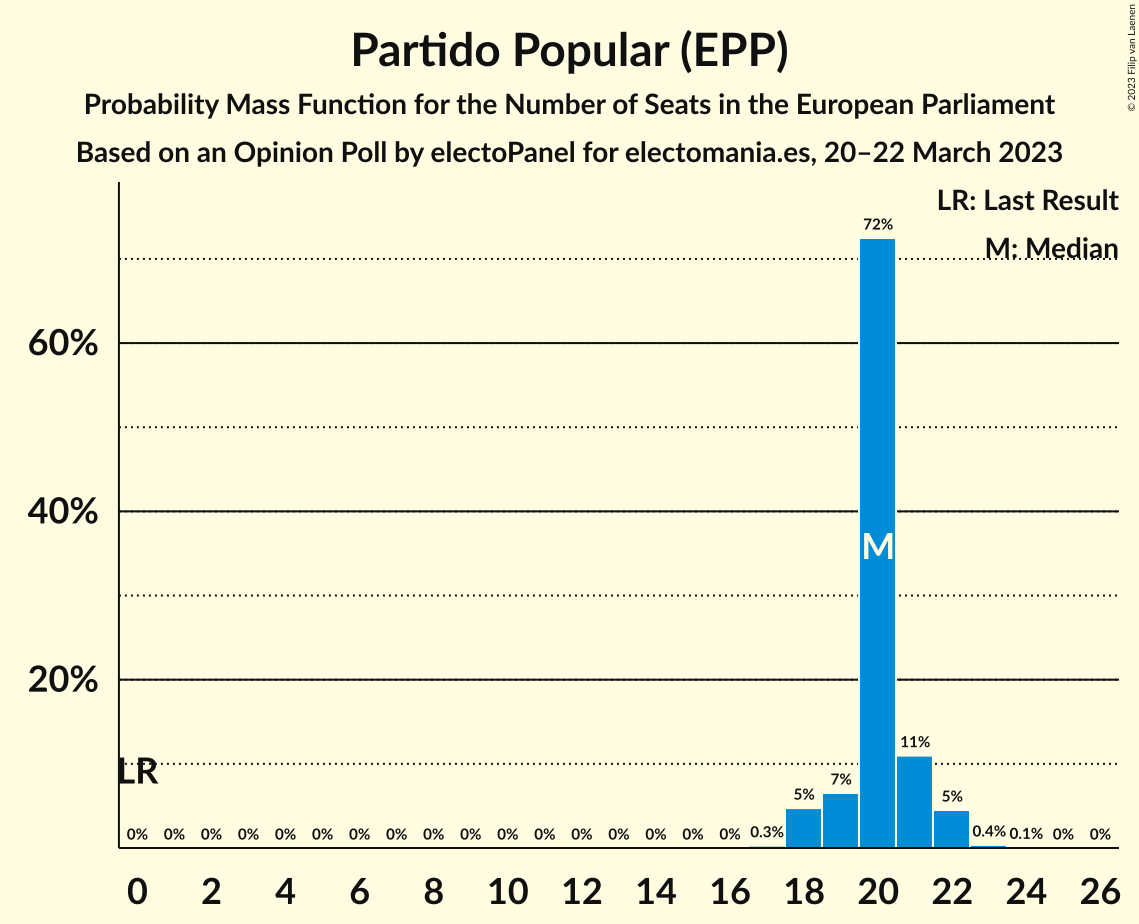 © 2023 Filip van Laenen
Partido Popular (EPP)
Probability Mass Function for the Number of Seats in the European Parliament
Based on an Opinion Poll by electoPanel for electomania.es, 20–22 March 2023
LR: Last Result
M: Median
72%
60%
40%
M
20%
LR
11%
7%
5%
5%
0% 0% 0% 0% 0% 0% 0% 0% 0% 0% 0% 0% 0% 0% 0% 0% 0% 0.3% 0.4% 0.1% 0% 0%
0 2 4 6 8 10 12 14 16 18 20 22 24 26